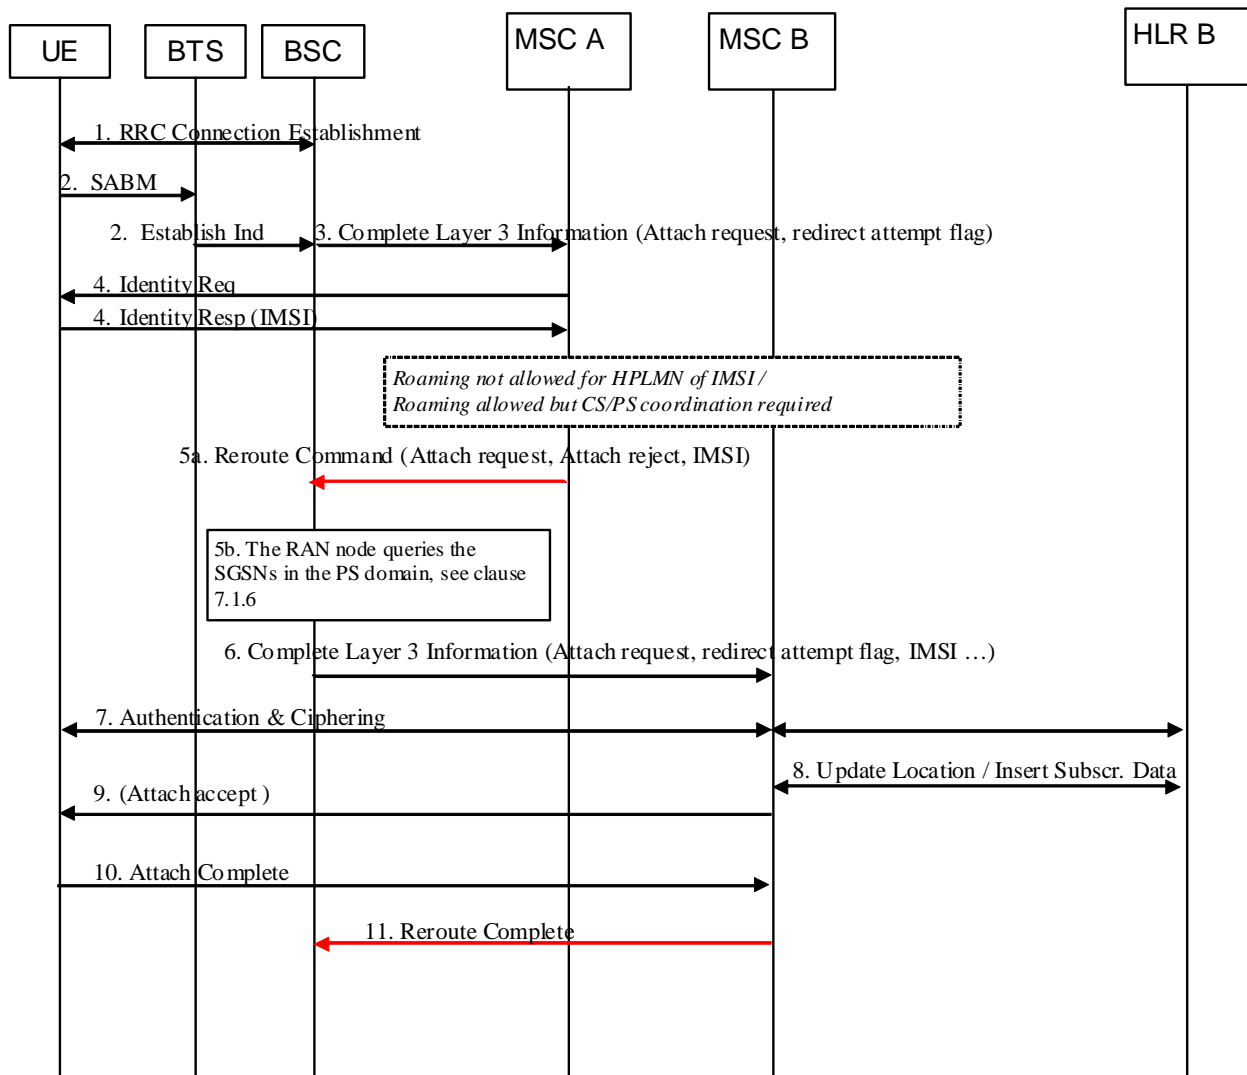 UE
BTS
BSC
MSC A
MSC B
HLR B
1. RRC Connection Establishment
2. SABM
2. Establish Ind
3. Complete Layer 3 Information (Attach request, redirect attempt flag)
4. Identity Req
4. Identity Resp (IMSI)
Roaming not allowed for HPLMN of IMSI /
Roaming allowed but CS/PS coordination required
5a. Reroute Command (Attach request, Attach reject, IMSI)
5b. The RAN node queries the
SGSNs in the PS domain, see clause
7.1.6
6. Complete Layer 3 Information (Attach request, redirect attempt flag, IMSI …)
7. Authentication & Ciphering
8. Update Location / Insert Subscr. Data
9. (Attach accept )
10. Attach Complete
11. Reroute Complete